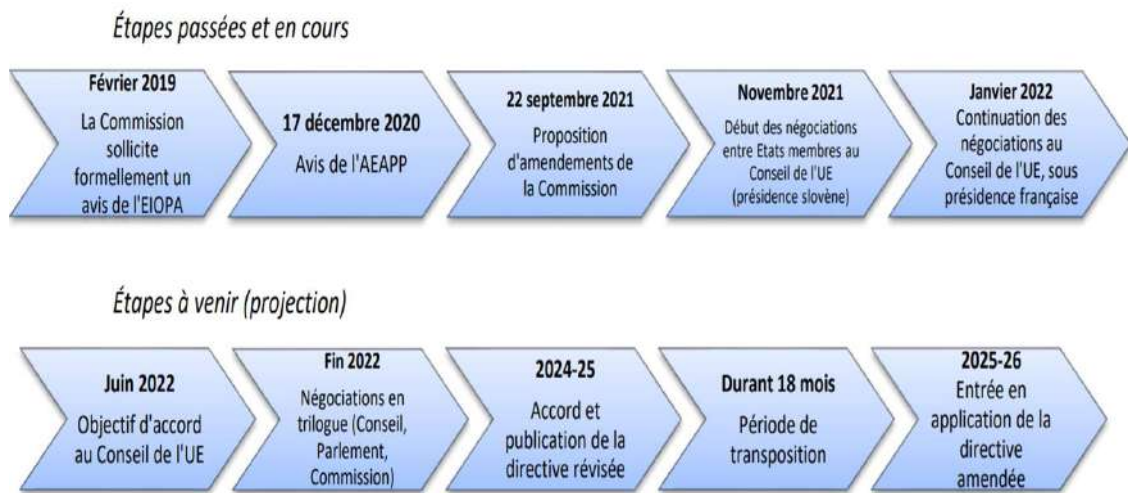 Étapes passées et en cours
Février 2019
La Commission
sollicite
formellement un
avis de l'EIOPA
17 décembre 2020
Avis de l'AEAPP
22 septembre 2021
Proposition
d'amendements de
la Commission
Novembre 2021
Début des négociations
entre Etats membres au
Conseil de l'UE
(présidence slovène)
Janvier 2022
Continuation des
négociations au
Conseil de l'UE, sous
présidence française
Étapes à venir (projection)
Juin 2022
Objectif d'accord
au Conseil de l'UE
Fin 2022
Négociations en
trilogue (Conseil,
Parlement,
Commission)
2024-25
Accord et
publication de la
directive révisée
Durant 18 mois
Période de
transposition
2025-26
Entrée en
application de la
directive
amendée